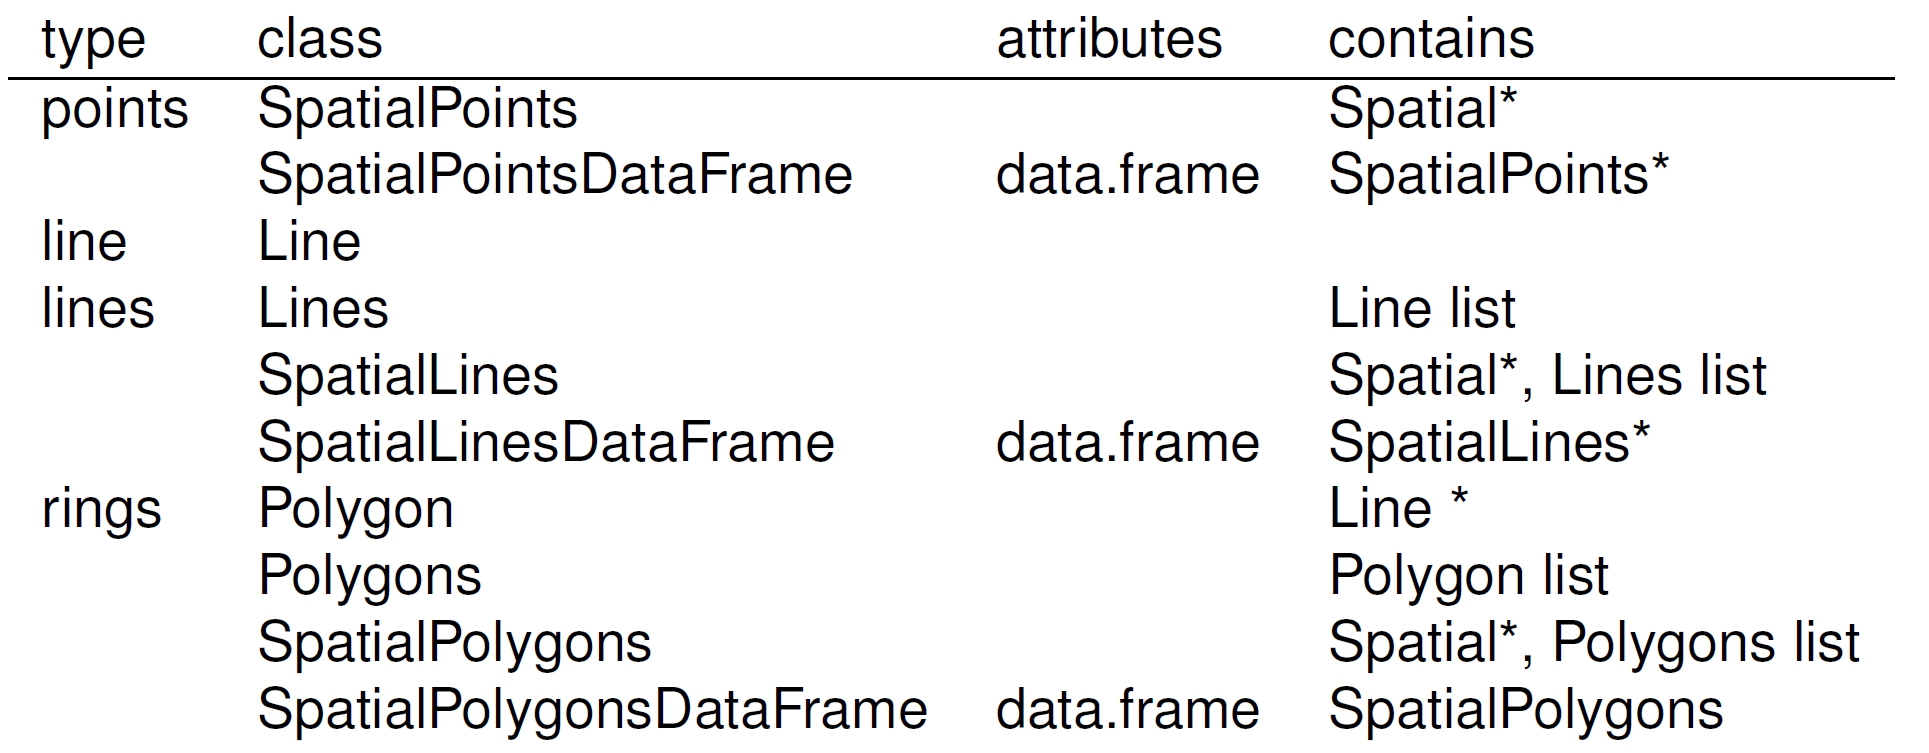 type class attributes contains
points SpatialPoints Spatial*
SpatialPointsDataFrame data.frame SpatialPoints*
line Line
lines Lines Line list
SpatialLines Spatial*, Lines list
SpatialLinesDataFrame data.frame SpatialLines*
rings Polygon Line *
Polygons Polygon list
SpatialPolygons Spatial*, Polygons list
SpatialPolygonsDataFrame data.frame SpatialPolygons